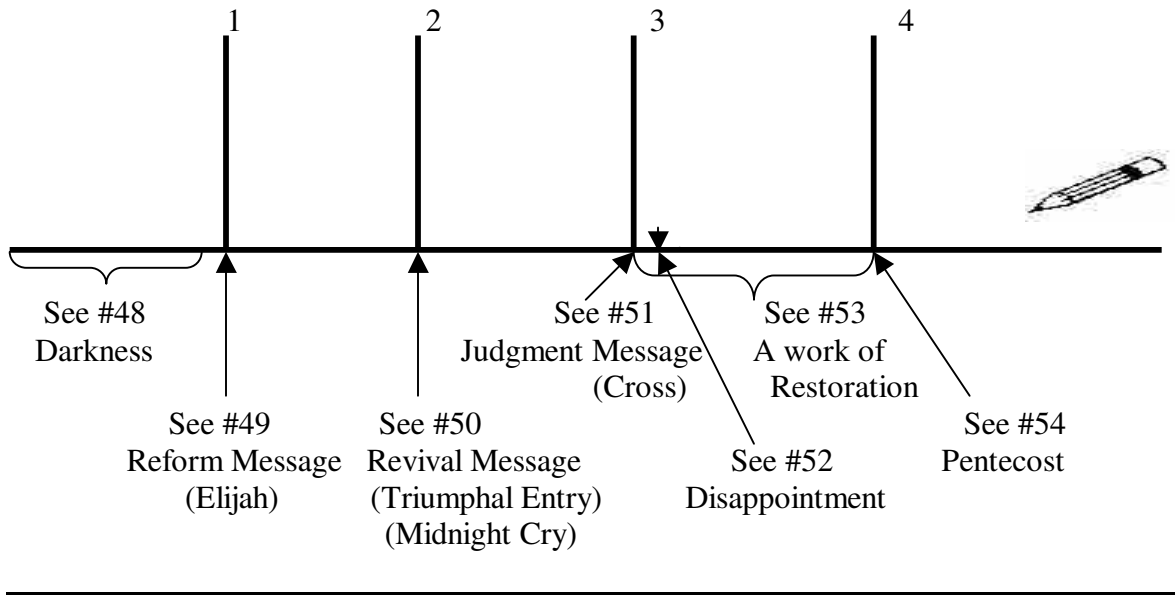 1
2
3
4
See #48
Darkness
See #51
Judgment Message
(Cross)
See #53
A work of
Restoration
See #49
Reform Message
(Elijah)
See #50
Revival Message
(Triumphal Entry)
(Midnight Cry)
See #52
Disappointment
See #54
Pentecost